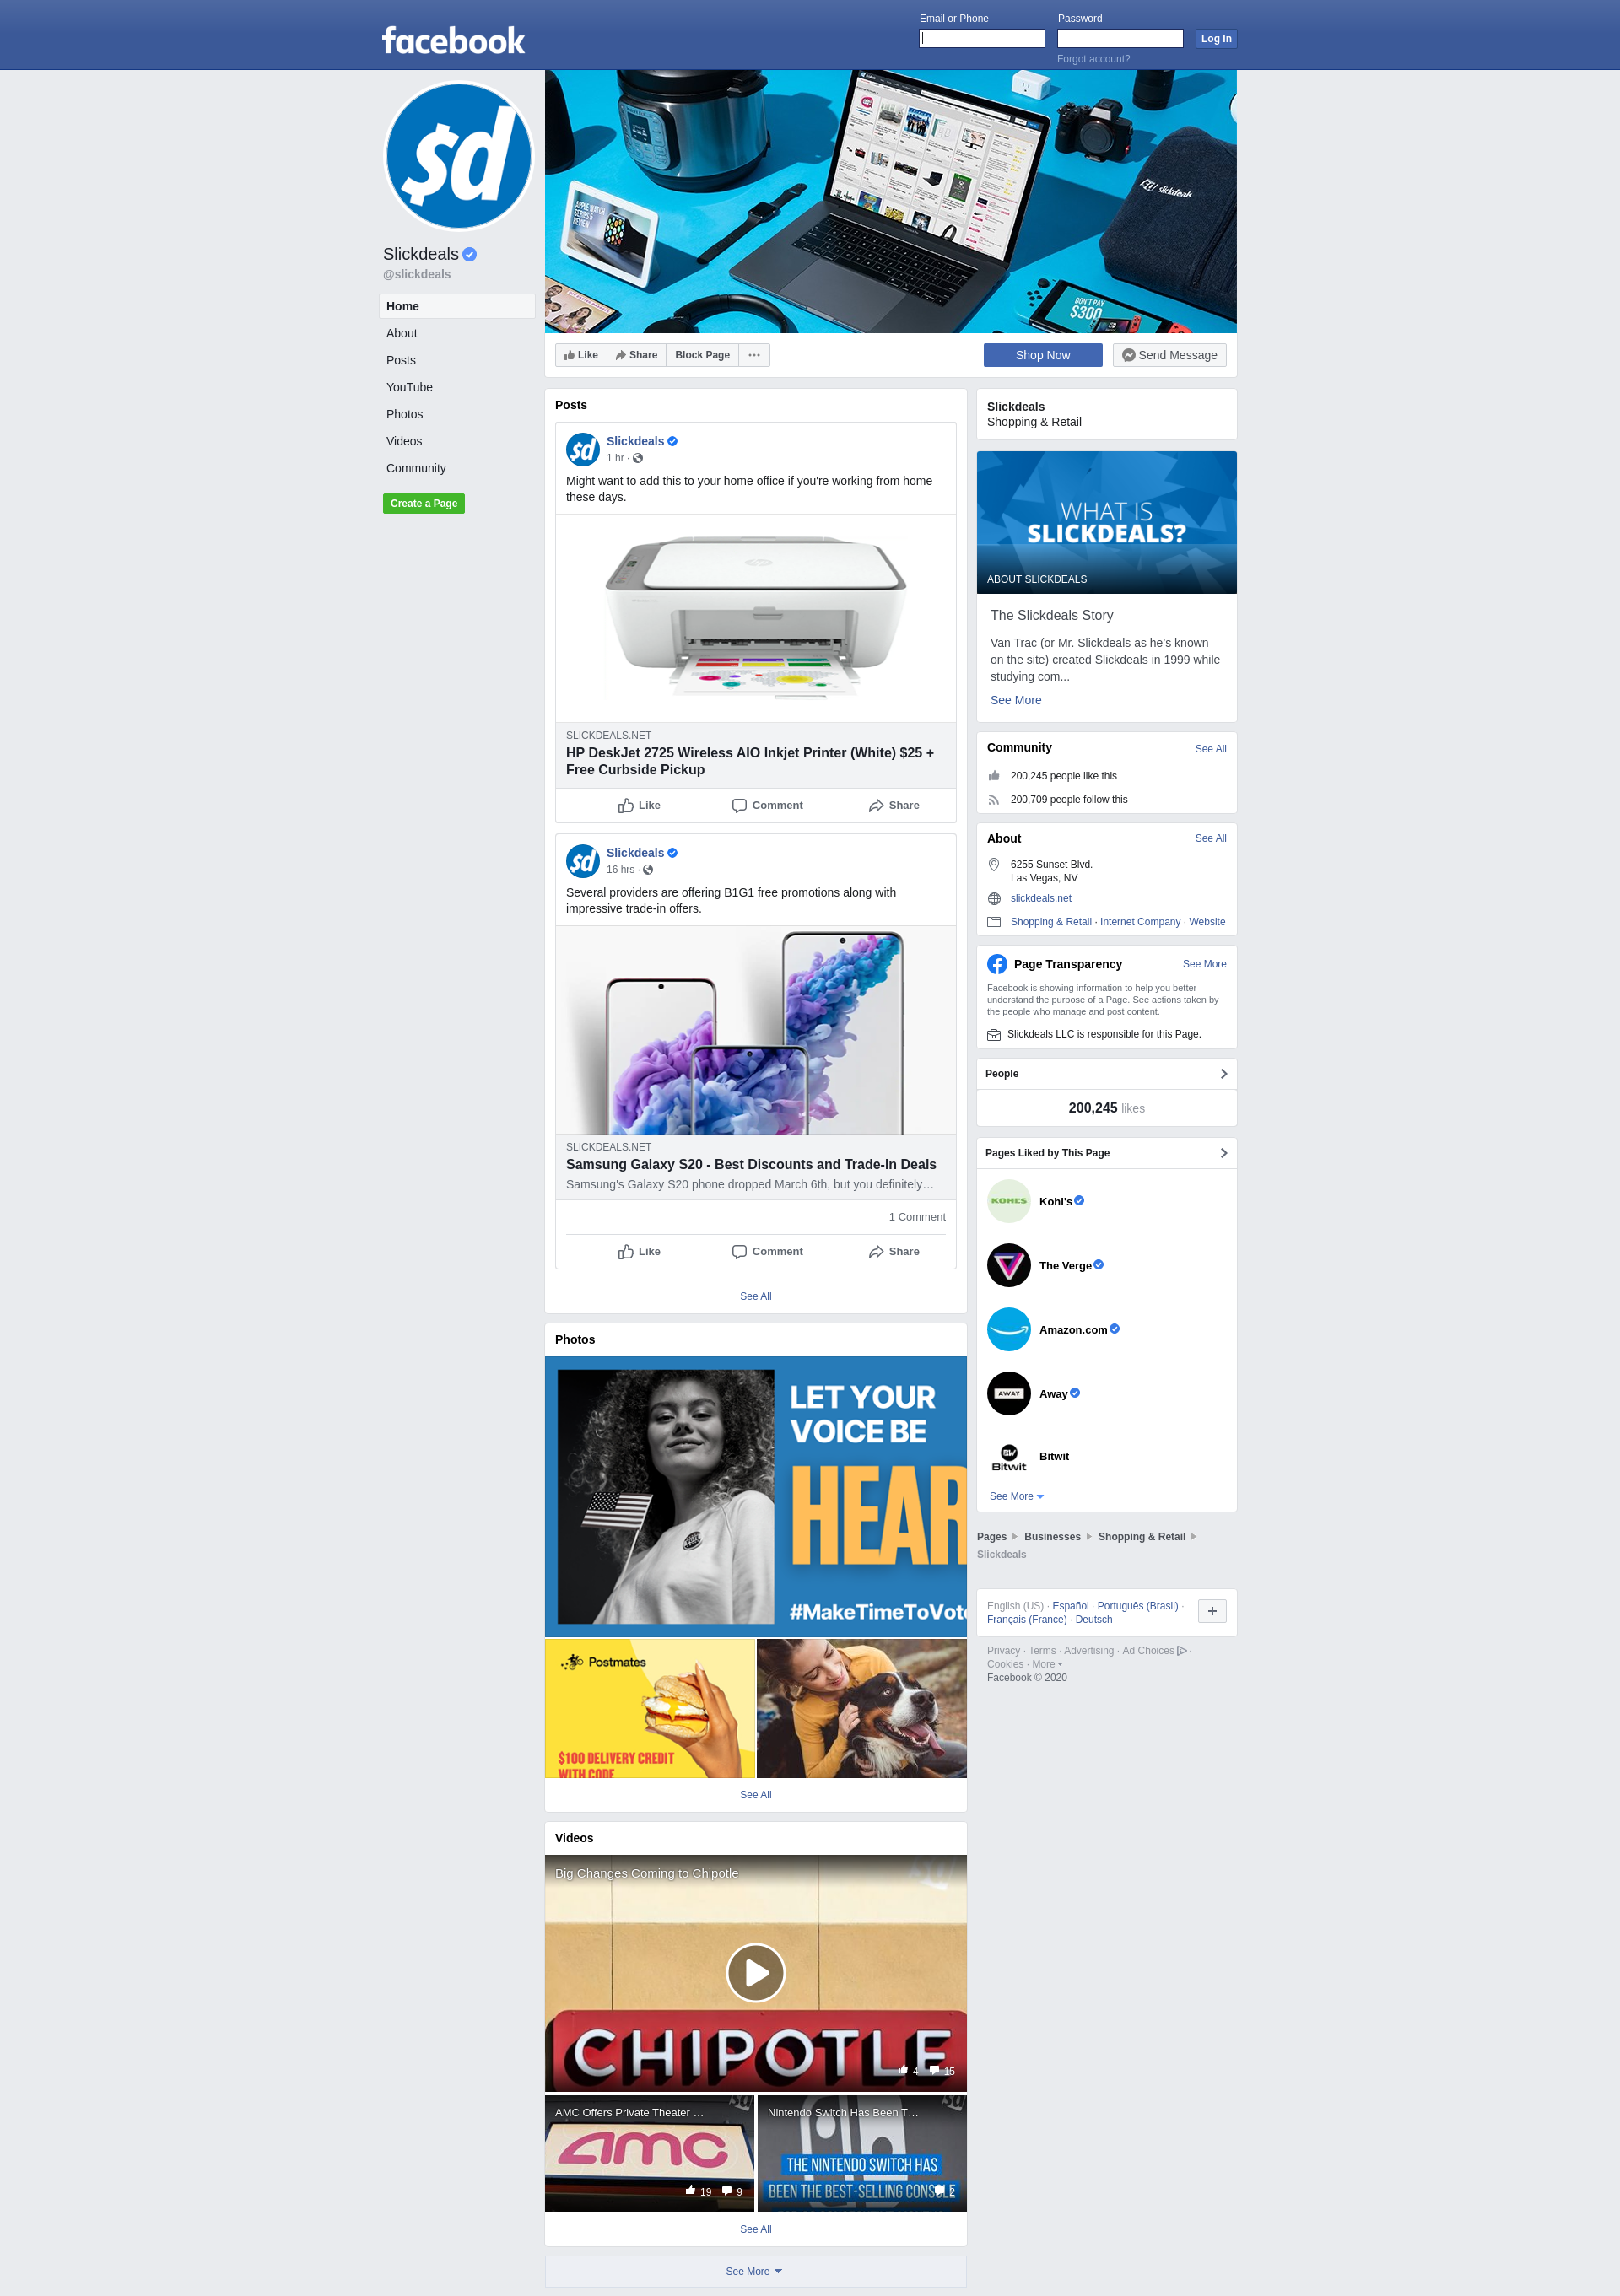 facebook
Email or Phone
Password
Log In
Forgot account?
$d
Slickdeals
@slickdeals
Home
About
Posts
YouTube
Photos
Videos
Community
Create a Page
APPLE WATCH
SERIES 5
REVIEW
slickdeals
DON'T PAY
$300
Like
Share
Block Page
Shop Now
Send Message
Posts
Slickdeals
1 hr ·
Might want to add this to your home office if you're working from home
these days.
SLICKDEALS.NET
HP DeskJet 2725 Wireless AIO Inkjet Printer (White) $25 +
Free Curbside Pickup
Like
Comment
Share
Slickdeals
16 hrs ·
Several providers are offering B1G1 free promotions along with
impressive trade-in offers.
SLICKDEALS.NET
Samsung Galaxy S20 - Best Discounts and Trade-In Deals
Samsung's Galaxy S20 phone dropped March 6th, but you definitely…
1 Comment
Like
Comment
Share
See All
Photos
LET YOUR
VOICE BE
HEAR
#MakeTimeToVote
Postmates
$100 DELIVERY CREDIT
WITH CODE
See All
Videos
Big Changes Coming to Chipotle
CHIPOTLE
4
15
AMC Offers Private Theater …
amc
19
9
Nintendo Switch Has Been T…
THE NINTENDO SWITCH HAS
BEEN THE BEST-SELLING CONSOLE
2
See All
See More
Slickdeals
Shopping & Retail
WHAT IS
SLICKDEALS?
ABOUT SLICKDEALS
The Slickdeals Story
Van Trac (or Mr. Slickdeals as he's known
on the site) created Slickdeals in 1999 while
studying com...
See More
Community
See All
200,245 people like this
200,709 people follow this
About
See All
6255 Sunset Blvd.
Las Vegas, NV
slickdeals.net
Shopping & Retail · Internet Company · Website
Page Transparency
See More
Facebook is showing information to help you better
understand the purpose of a Page. See actions taken by
the people who manage and post content.
Slickdeals LLC is responsible for this Page.
People
200,245 likes
Pages Liked by This Page
KOHL'S
Kohl's
The Verge
Amazon.com
AWAY
Away
Bitwit
Bitwit
See More
Pages
Businesses
Shopping & Retail
Slickdeals
English (US) · Español · Português (Brasil) ·
Français (France) · Deutsch
Privacy · Terms · Advertising · Ad Choices ·
Cookies · More
Facebook © 2020